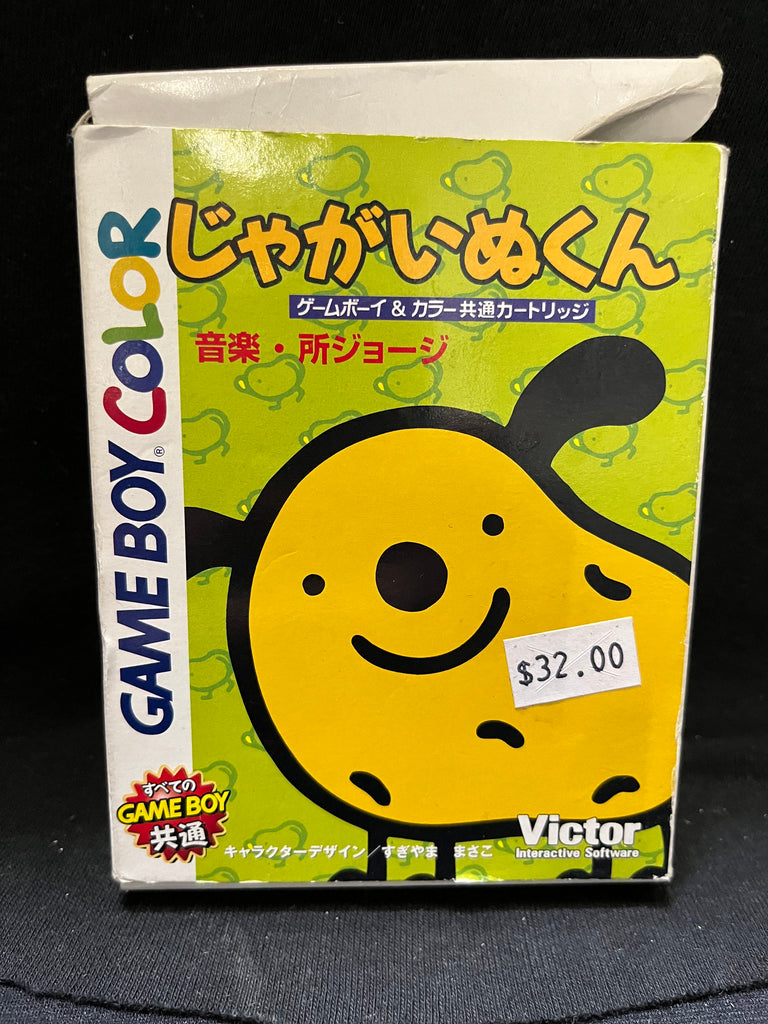 GAME BOY® COLOR
じゃがいぬくん
ゲームボーイ & カラー共通カートリッジ
音楽・所ジョージ
$32.00
すべての
GAME BOY
共通
キャラクターデザイン／すぎやま まさこ
Victor
Interactive Software